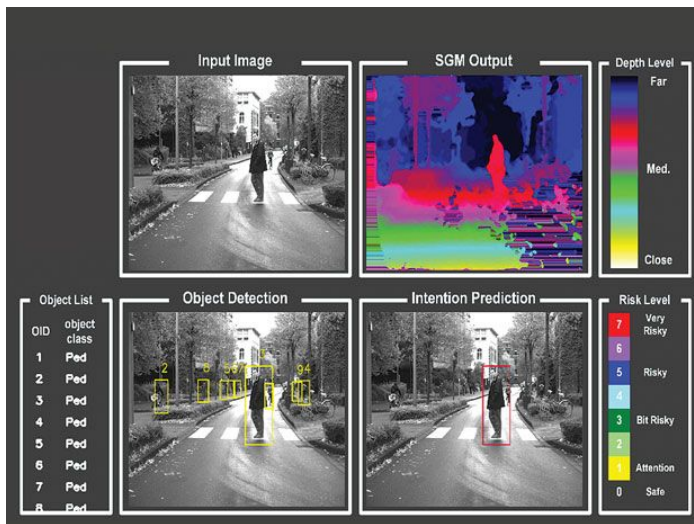 Input Image
SGM Output
Depth Level
Far
Med.
Close
Object List
OID
object
class
1 Ped
2 Ped
3 Ped
4 Ped
5 Ped
6 Ped
7 Ped
8 Ped
Object Detection
2
94
Intention Prediction
Risk Level
7 Very
Risky
6
5 Risky
4
3 Bit Risky
2
1 Attention
0 Safe